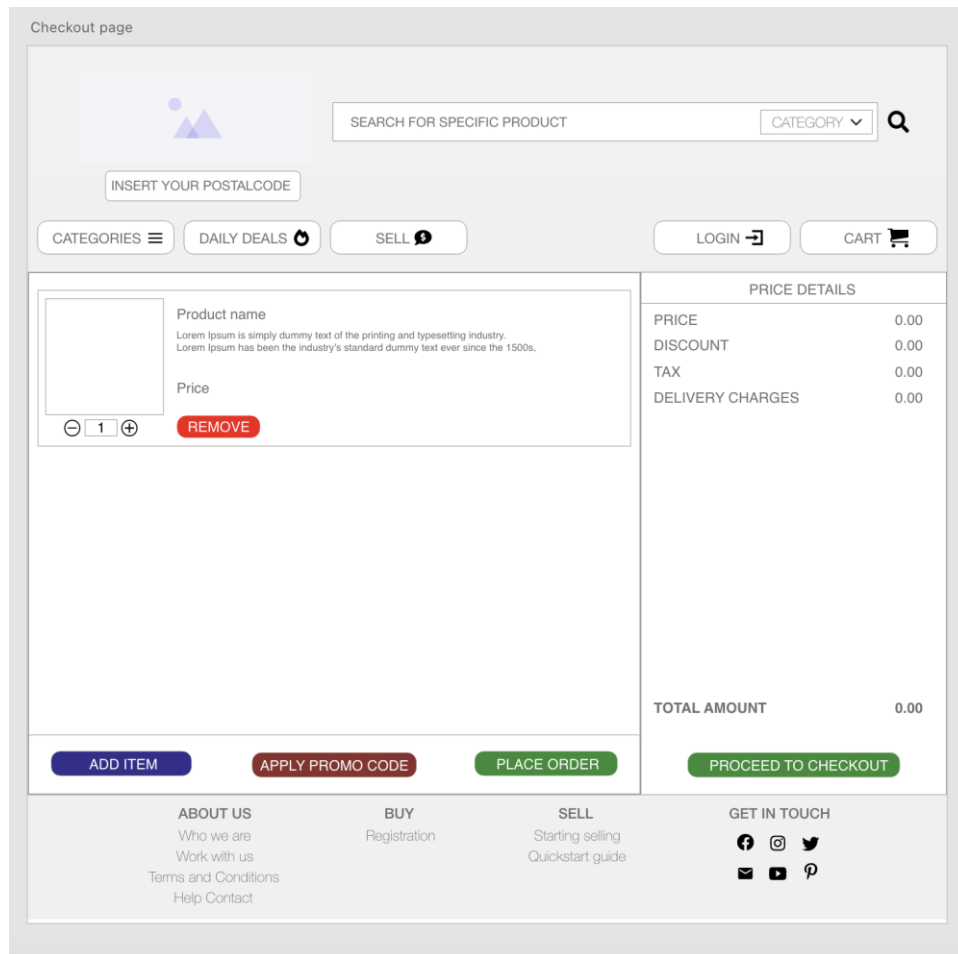 Checkout page
SEARCH FOR SPECIFIC PRODUCT
CATEGORY
INSERT YOUR POSTALCODE
CATEGORIES
DAILY DEALS
SELL
LOGIN
CART
Product name
Lorem Ipsum is simply dummy text of the printing and typesetting industry.
Lorem Ipsum has been the industry's standard dummy text ever since the 1500s,
Price
1
REMOVE
PRICE DETAILS
PRICE 0.00
DISCOUNT 0.00
TAX 0.00
DELIVERY CHARGES 0.00
TOTAL AMOUNT 0.00
ADD ITEM
APPLY PROMO CODE
PLACE ORDER
PROCEED TO CHECKOUT
ABOUT US
Who we are
Work with us
Terms and Conditions
Help Contact
BUY
Registration
SELL
Starting selling
Quickstart guide
GET IN TOUCH